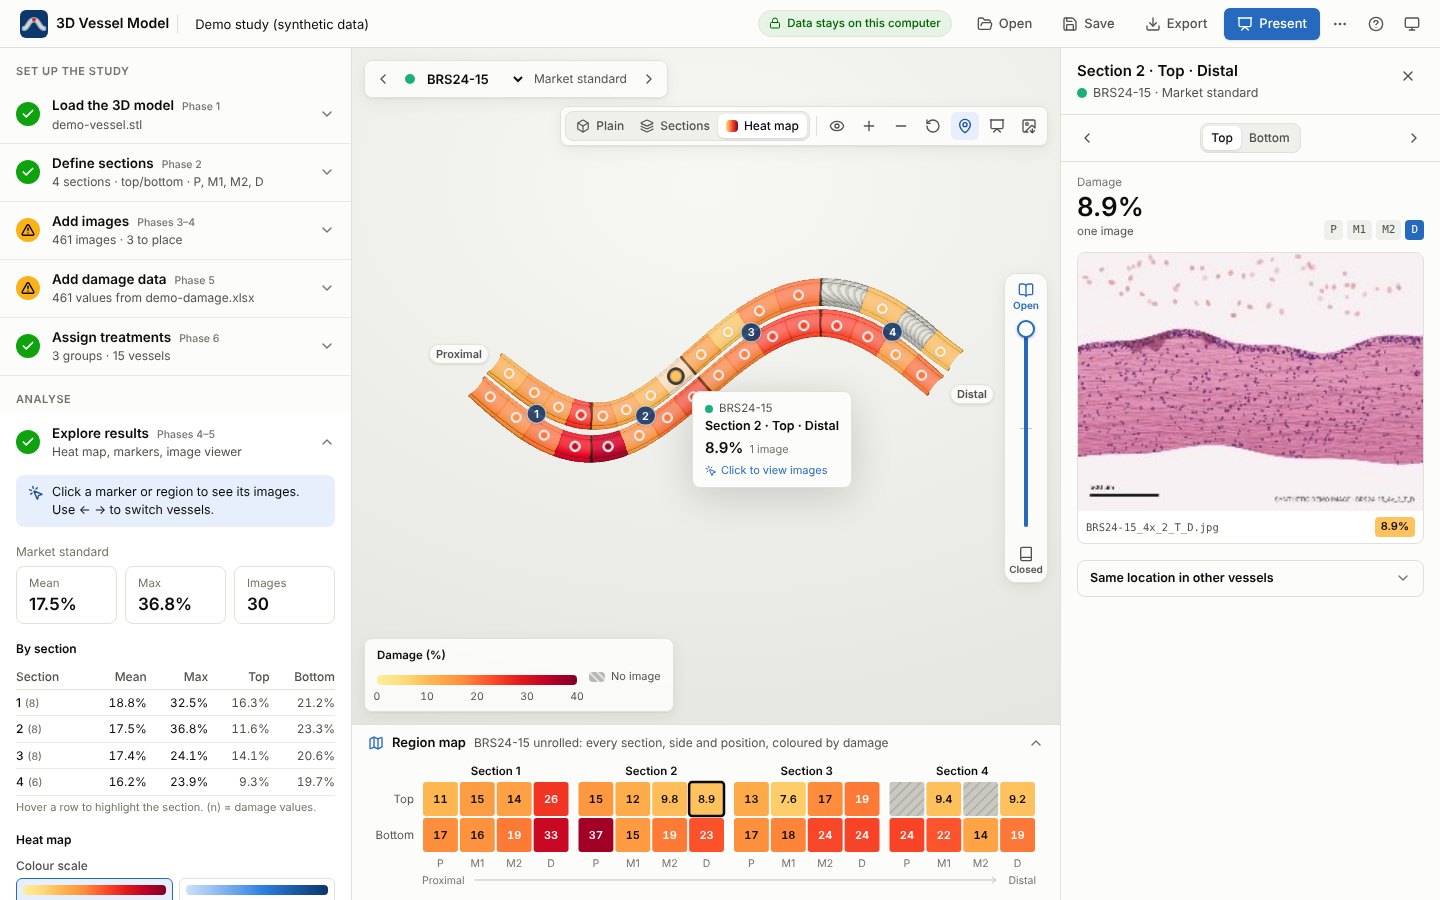 3D Vessel Model
Demo study (synthetic data)
Data stays on this computer
Open
Save
Export
Present
SET UP THE STUDY
Load the 3D model Phase 1
demo-vessel.stl
Define sections Phase 2
4 sections · top/bottom · P, M1, M2, D
Add images Phases 3–4
461 images · 3 to place
Add damage data Phase 5
461 values from demo-damage.xlsx
Assign treatments Phase 6
3 groups · 15 vessels
ANALYSE
Explore results Phases 4–5
Heat map, markers, image viewer
Click a marker or region to see its images.
Use ← → to switch vessels.
Market standard
Mean
17.5%
Max
36.8%
Images
30
By section
Section Mean Max Top Bottom
1 (8) 18.8% 32.5% 16.3% 21.2%
2 (8) 17.5% 36.8% 11.6% 23.3%
3 (8) 17.4% 24.1% 14.1% 20.6%
4 (6) 16.2% 23.9% 9.3% 19.7%
Hover a row to highlight the section. (n) = damage values.
Heat map
Colour scale
BRS24-15 Market standard
Plain Sections Heat map
Proximal
1
2
3
4
Distal
BRS24-15
Section 2 · Top · Distal
8.9% 1 image
Click to view images
Open
Closed
Damage (%)
No image
0 10 20 30 40
Region map BRS24-15 unrolled: every section, side and position, coloured by damage
Section 1 Section 2 Section 3 Section 4
Top 11 15 14 26 15 12 9.8 8.9 13 7.6 17 19 9.4 9.2
Bottom 17 16 19 33 37 15 19 23 17 18 24 24 24 22 14 19
P M1 M2 D P M1 M2 D P M1 M2 D P M1 M2 D
Proximal Distal
Section 2 · Top · Distal
BRS24-15 · Market standard
Top Bottom
Damage
8.9%
one image
P M1 M2 D
SYNTHETIC DEMO IMAGE · BRS24-15_4x_2_T_D
BRS24-15_4x_2_T_D.jpg 8.9%
Same location in other vessels